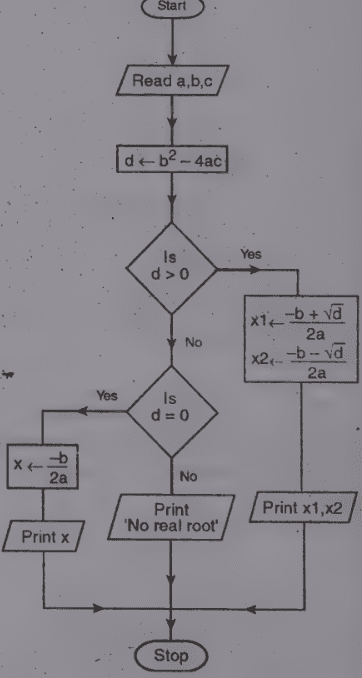 Start
Read a,b,c
d ← b² – 4ac
Is
d > 0
Yes
x1← –b + √d / 2a
x2← –b – √d / 2a
No
Is
d = 0
Yes
x ← –b / 2a
No
Print
'No real root'
Print x
Print x1,x2
Stop